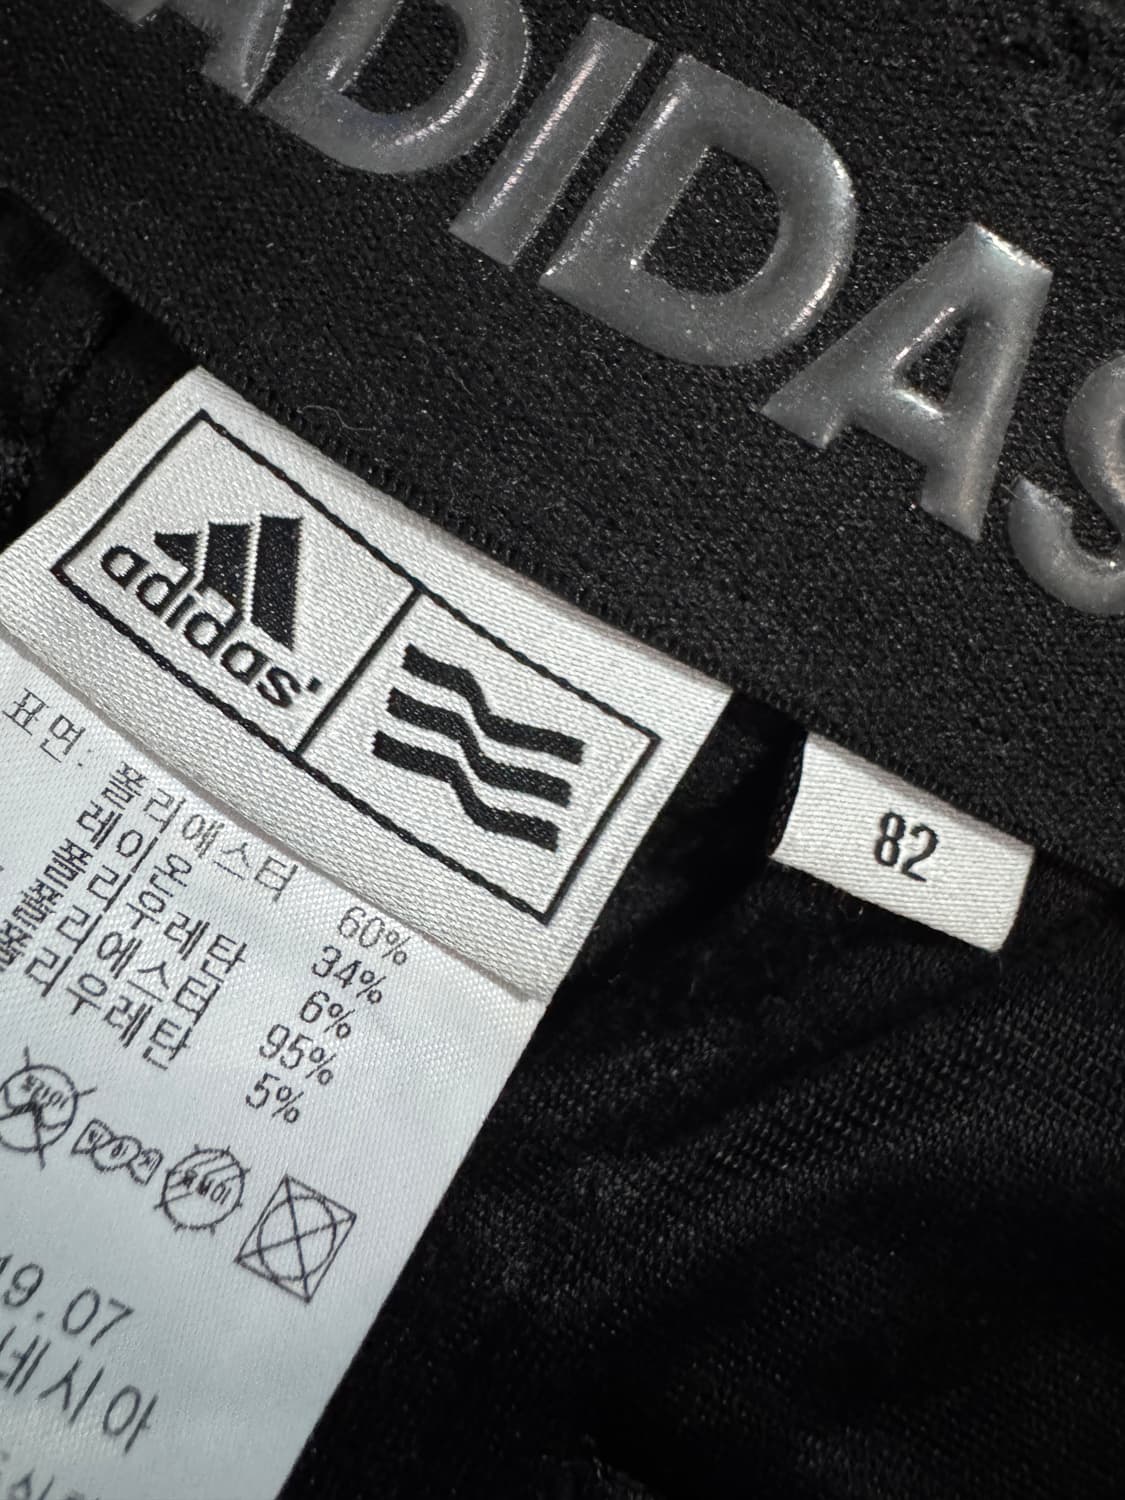 ADIDAS
adidas
82
표면: 폴리에스터 60%
레이온 34%
폴리우레탄 6%
폴리에스터 95%
폴리우레탄 5%
19.07
네시아